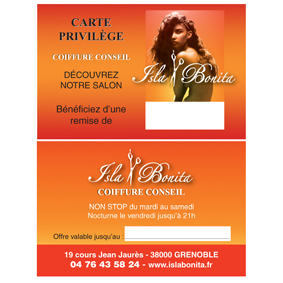 CARTE
PRIVILÈGE
COIFFURE CONSEIL
DÉCOUVREZ
NOTRE SALON
Isla Bonita
Bénéficiez d'une
remise de
Isla Bonita
COIFFURE CONSEIL
NON STOP du mardi au samedi
Nocturne le vendredi jusqu'à 21h
Offre valable jusqu'au :
19 cours Jean Jaurès - 38000 GRENOBLE
04 76 43 58 24 - www.islabonita.fr